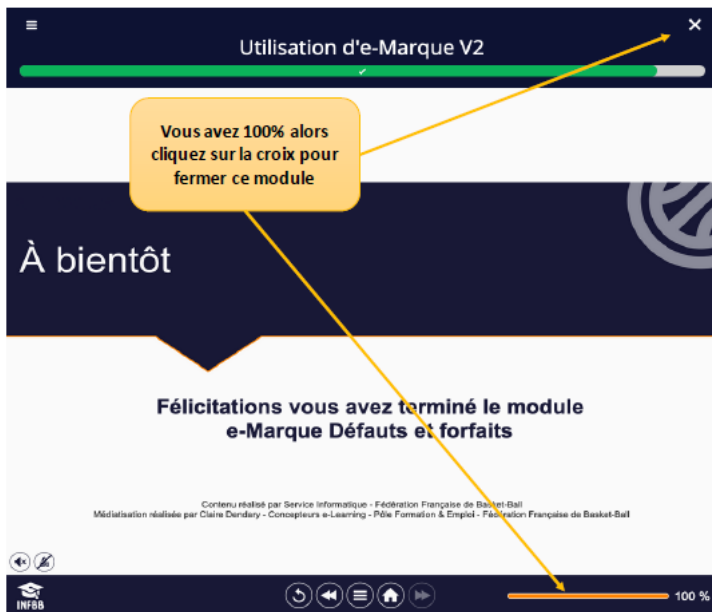 Utilisation d'e-Marque V2
Vous avez 100% alors
cliquez sur la croix pour
fermer ce module
À bientôt
Félicitations vous avez terminé le module
e-Marque Défauts et forfaits
Contenu réalisé par Service Informatique - Fédération Française de Basket-Ball
Médiatisation réalisée par Claire Dendary - Concepteurs e-Learning - Pôle Formation & Emploi - Fédération Française de Basket-Ball
INFBB
100 %